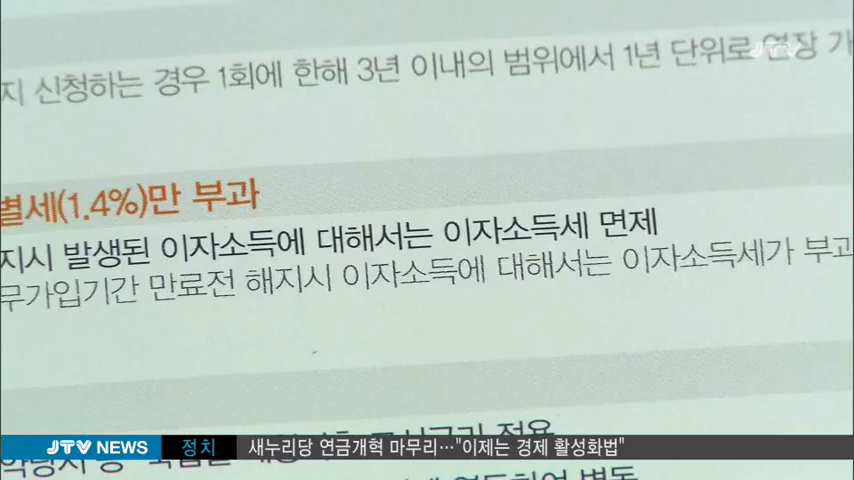 JTV
지 신청하는 경우 1회에 한해 3년 이내의 범위에서 1년 단위로 연장 가
별세(1.4%)만 부과
지시 발생된 이자소득에 대해서는 이자소득세 면제
무가입기간 만료전 해지시 이자소득에 대해서는 이자소득세가 부과
JTV NEWS 정치 새누리당 연금개혁 마무리…"이제는 경제 활성화법"